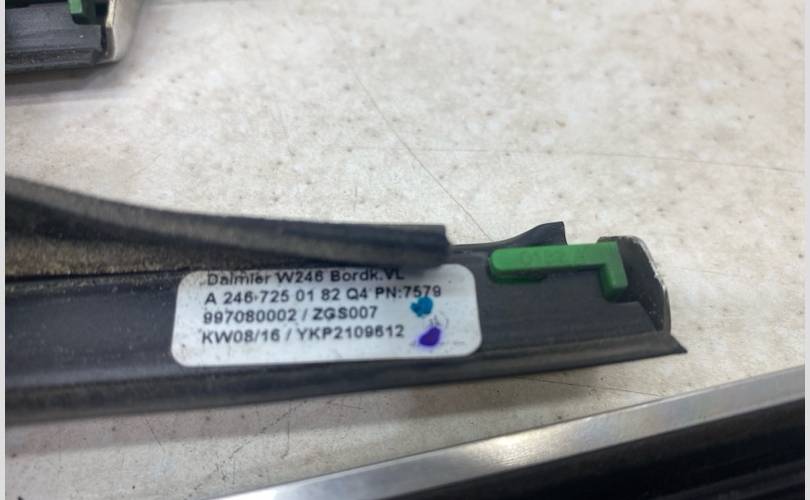 Daimler W246 Bordk.VL
A 246 725 01 82 Q4 PN:7579
997080002 / ZGS007
KW08/16 / YKP2109612